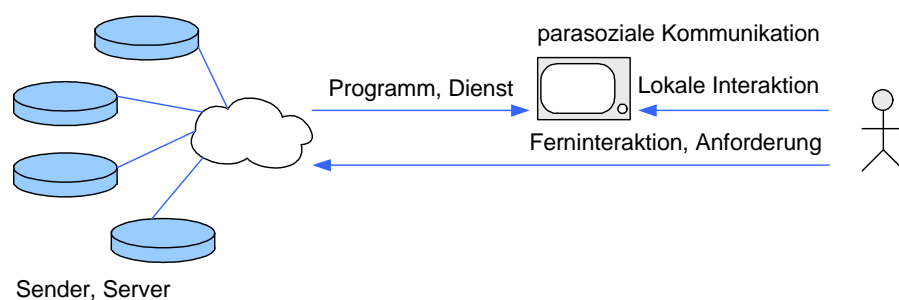 parasoziale Kommunikation
Programm, Dienst
Lokale Interaktion
Ferninteraktion, Anforderung
Sender, Server